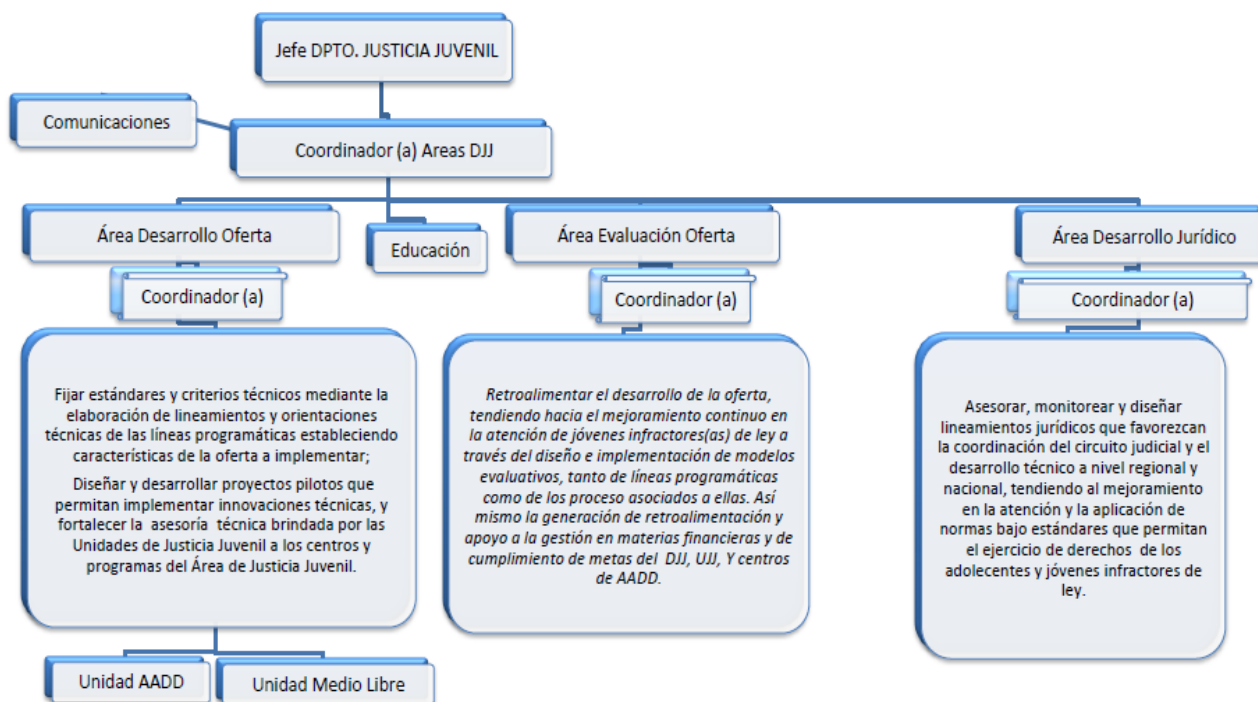 Jefe DPTO. JUSTICIA JUVENIL
Comunicaciones
Coordinador (a) Areas DJJ
Área Desarrollo Oferta
Educación
Área Evaluación Oferta
Área Desarrollo Jurídico
Coordinador (a)
Coordinador (a)
Coordinador (a)
Fijar estándares y criterios técnicos mediante la
elaboración de lineamientos y orientaciones
técnicas de las líneas programáticas estableciendo
características de la oferta a implementar;
Diseñar y desarrollar proyectos pilotos que
permitan implementar innovaciones técnicas, y
fortalecer la asesoría técnica brindada por las
Unidades de Justicia Juvenil a los centros y
programas del Área de Justicia Juvenil.
Retroalimentar el desarrollo de la oferta,
tendiendo hacia el mejoramiento continuo en
la atención de jóvenes infractores(as) de ley a
través del diseño e implementación de modelos
evaluativos, tanto de líneas programáticas
como de los proceso asociados a ellas. Así
mismo la generación de retroalimentación y
apoyo a la gestión en materias financieras y de
cumplimiento de metas del DJJ, UJJ, Y centros
de AADD.
Asesorar, monitorear y diseñar
lineamientos jurídicos que favorezcan
la coordinación del circuito judicial y el
desarrollo técnico a nivel regional y
nacional, tendiendo al mejoramiento
en la atención y la aplicación de
normas bajo estándares que permitan
el ejercicio de derechos de los
adolecentes y jóvenes infractores de
ley.
Unidad AADD
Unidad Medio Libre